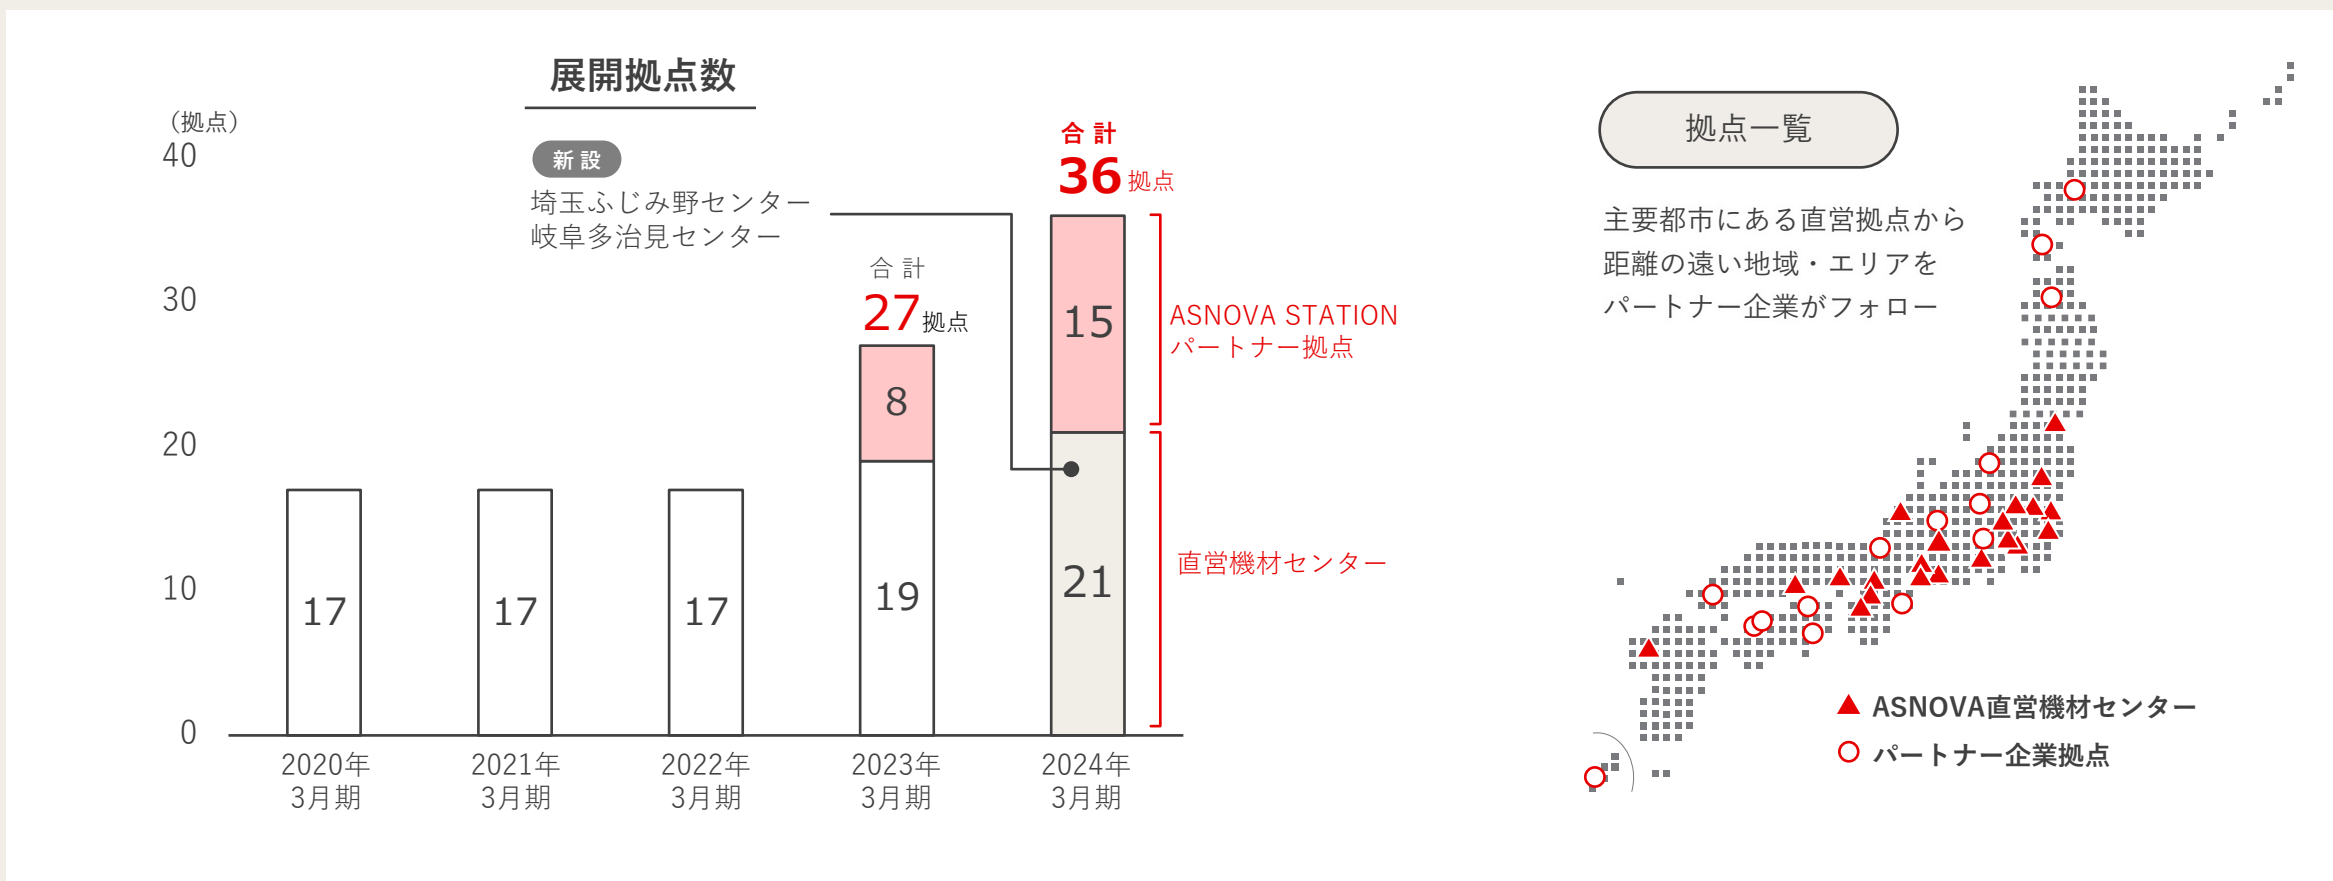 展開拠点数
（拠点）
40
30
20
10
0
新設
埼玉ふじみ野センター
岐阜多治見センター
合計
27拠点
合計
36拠点
17
17
17
8
19
15
21
ASNOVA STATION
パートナー拠点
直営機材センター
2020年
3月期
2021年
3月期
2022年
3月期
2023年
3月期
2024年
3月期
拠点一覧
主要都市にある直営拠点から
距離の遠い地域・エリアを
パートナー企業がフォロー
ASNOVA直営機材センター
パートナー企業拠点